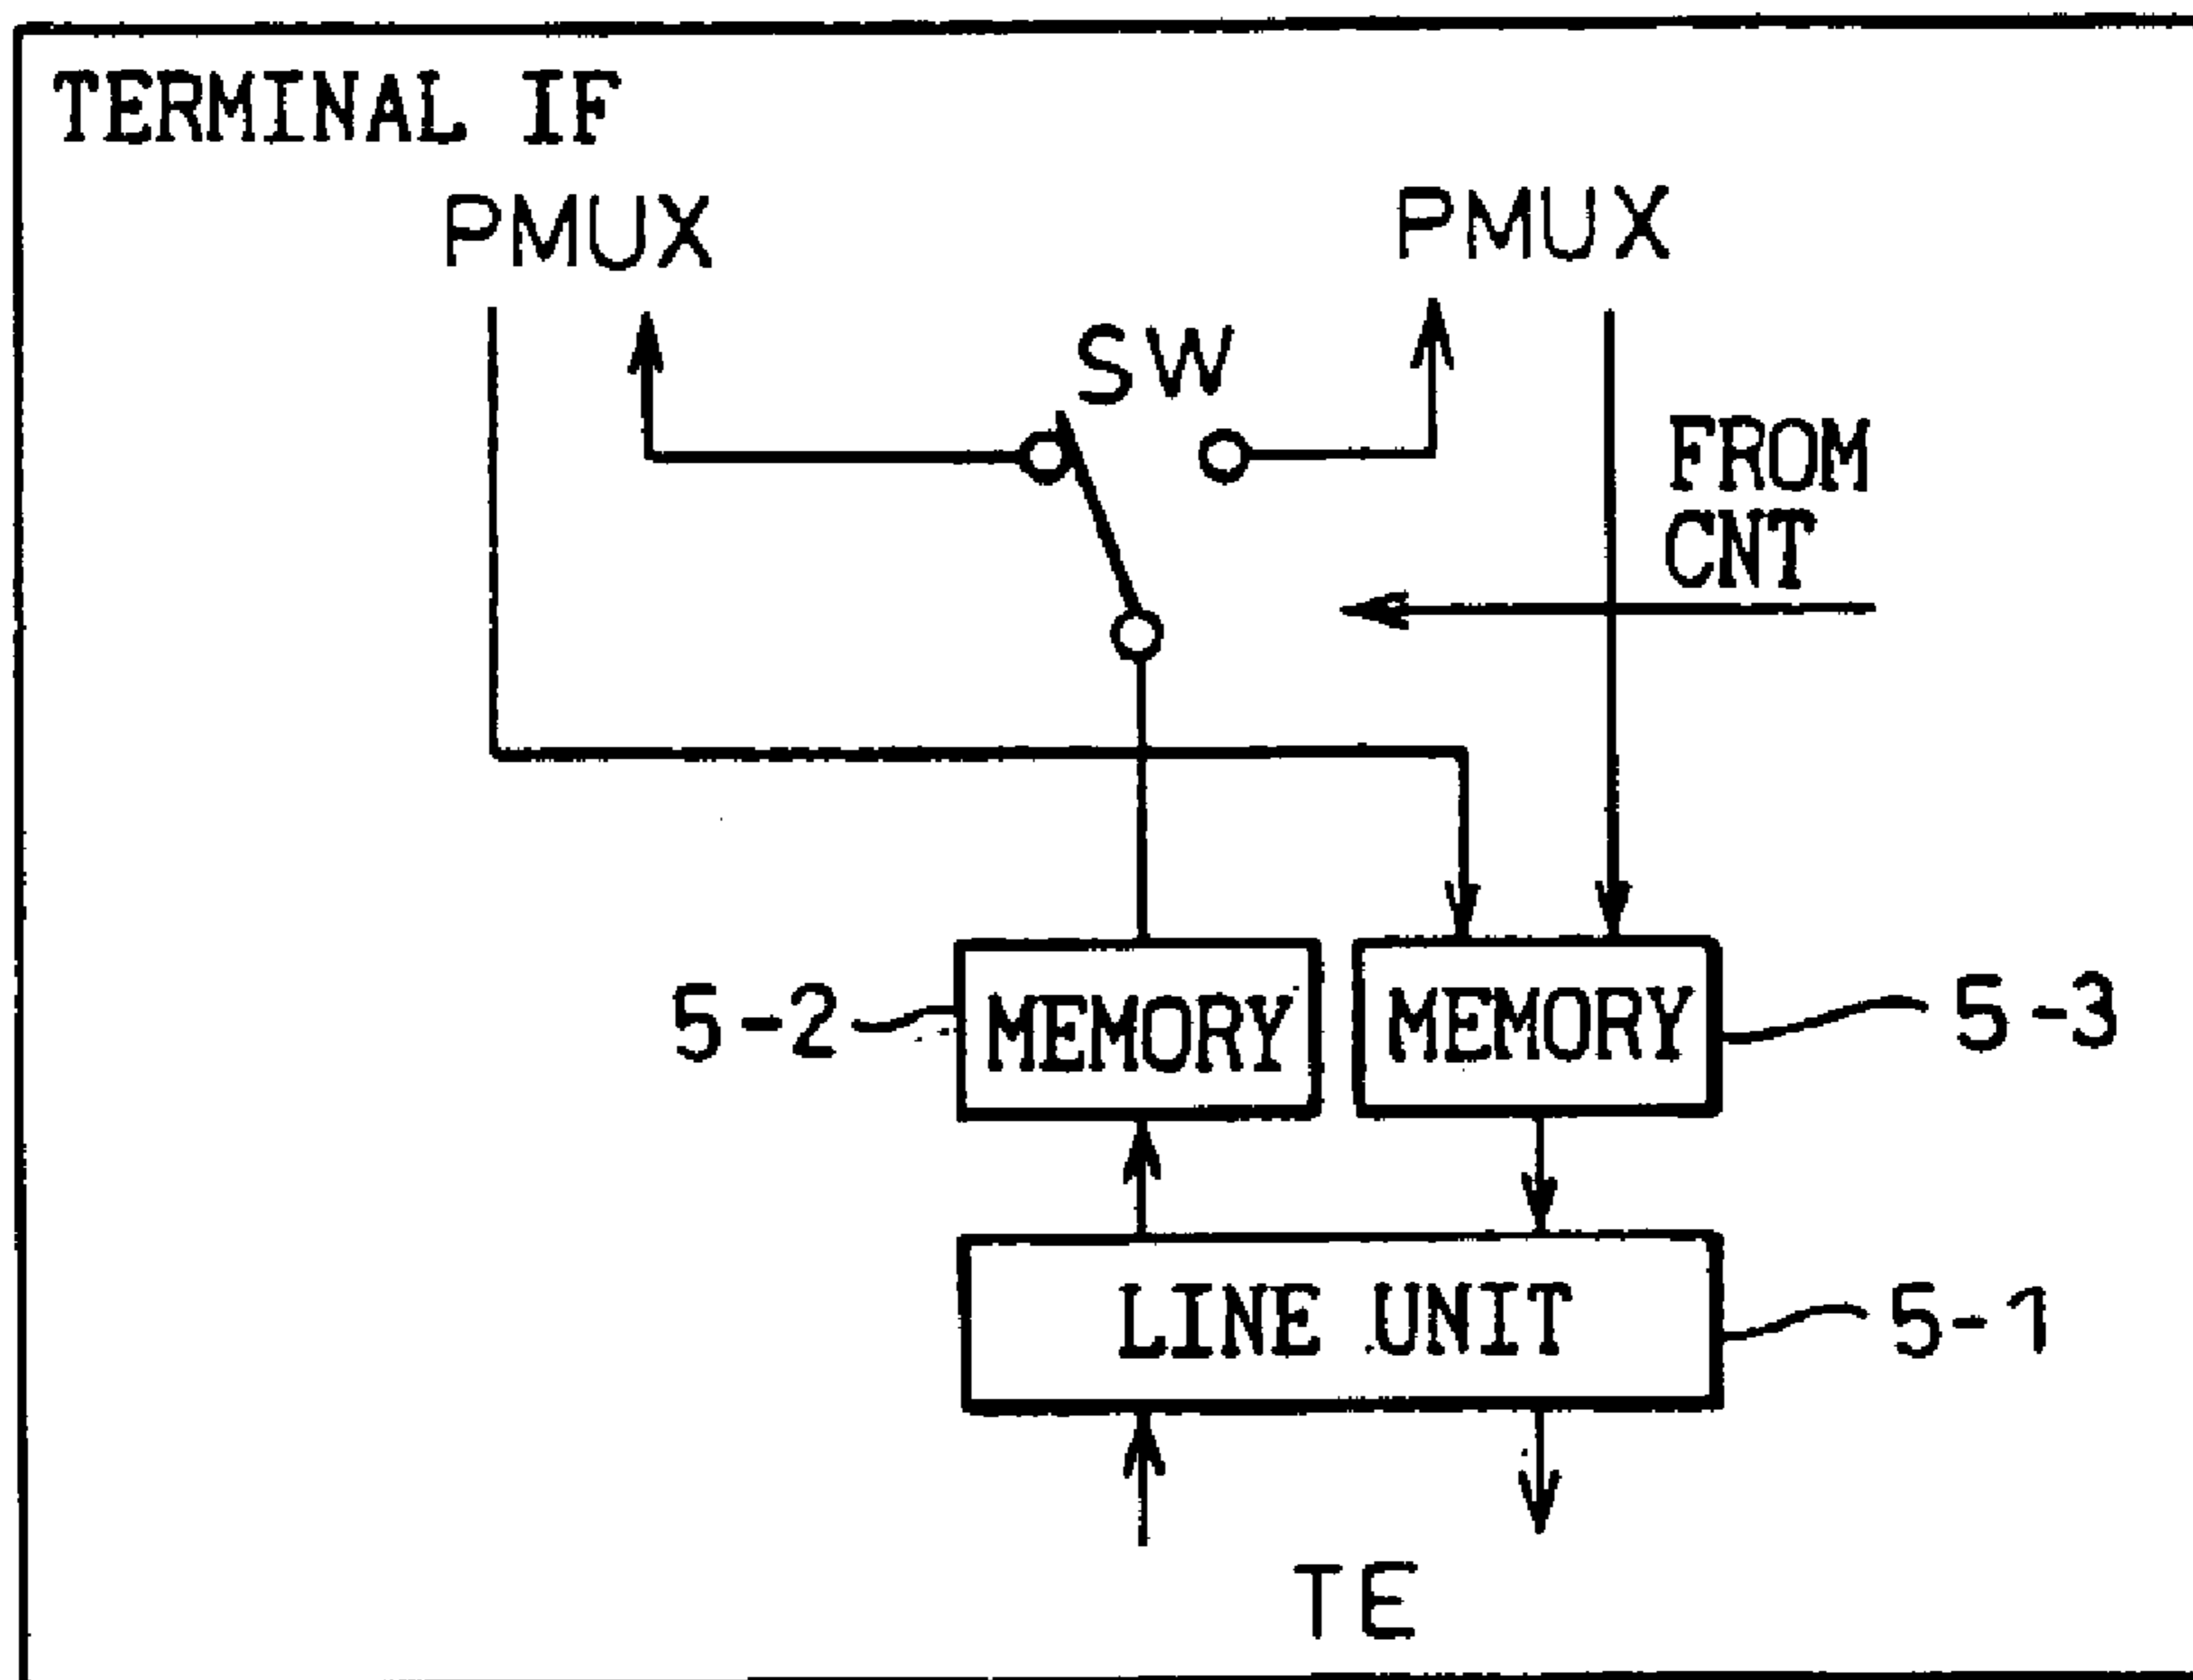 TERMINAL IF
PMUX
PMUX
SW
FROM
CNT
5-2
MEMORY
MEMORY
5-3
LINE UNIT
5-1
TE